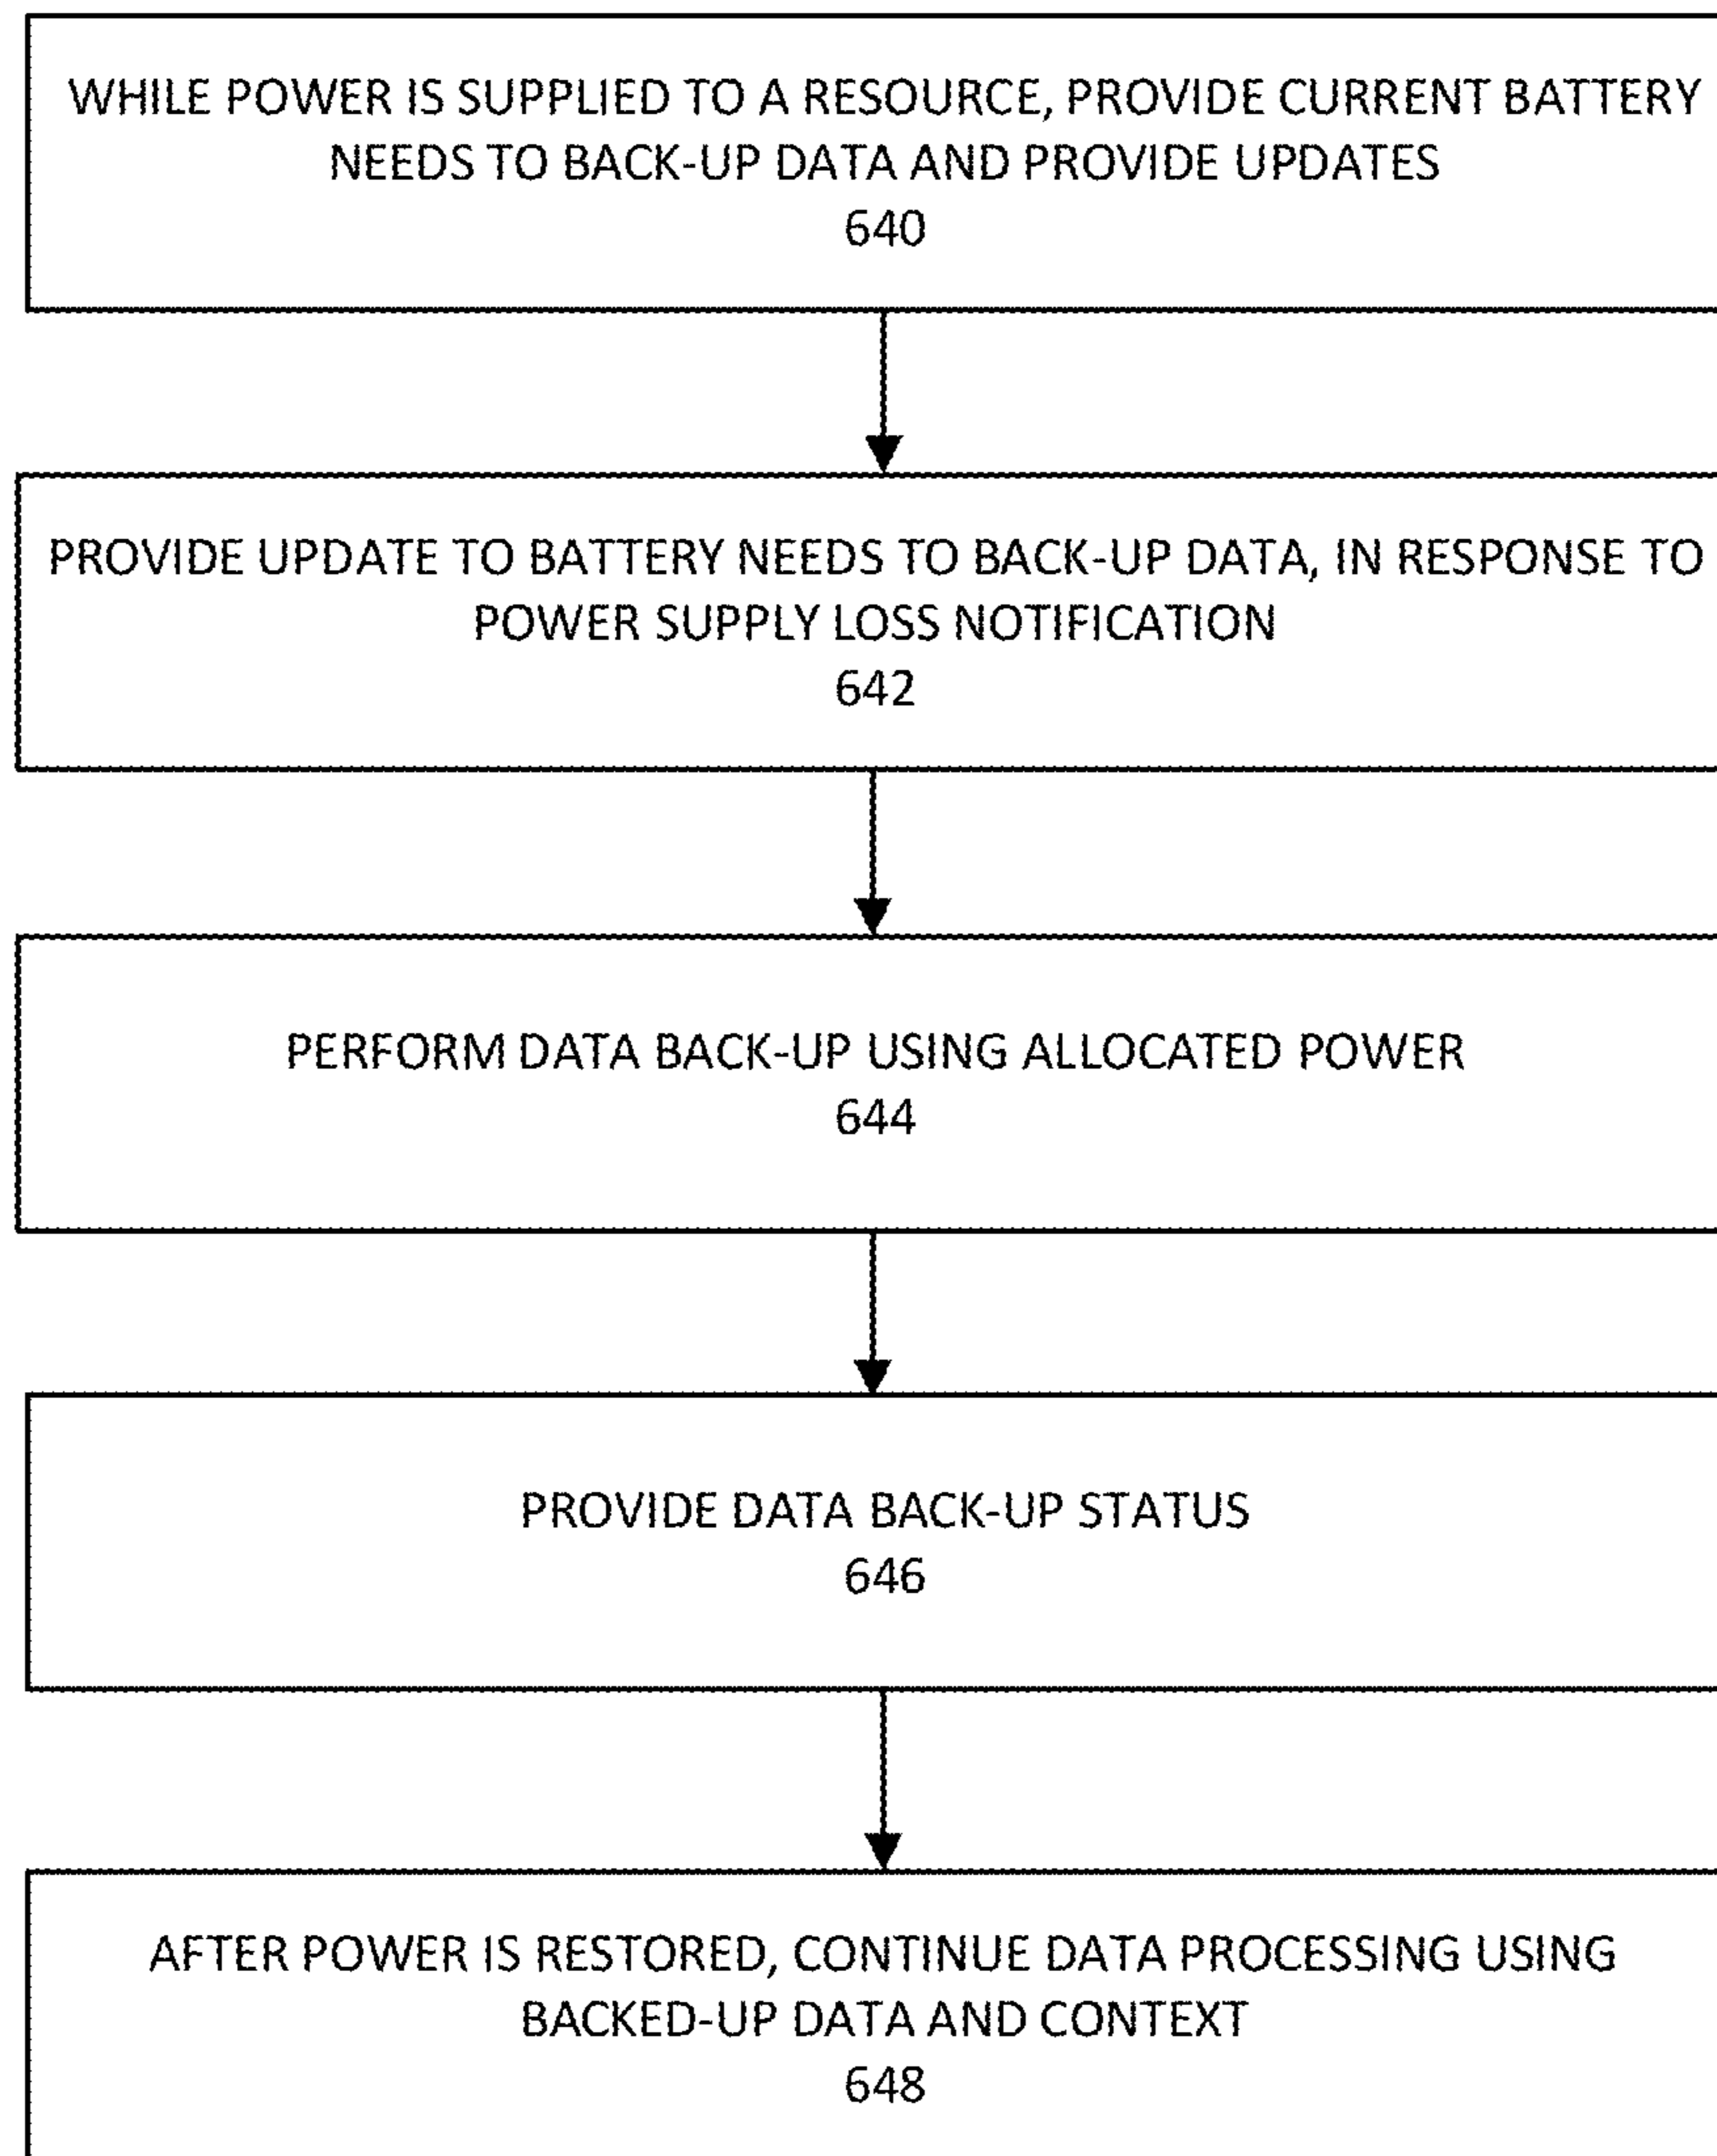 WHILE POWER IS SUPPLIED TO A RESOURCE, PROVIDE CURRENT BATTERY
NEEDS TO BACK-UP DATA AND PROVIDE UPDATES
640
PROVIDE UPDATE TO BATTERY NEEDS TO BACK-UP DATA, IN RESPONSE TO
POWER SUPPLY LOSS NOTIFICATION
642
PERFORM DATA BACK-UP USING ALLOCATED POWER
644
PROVIDE DATA BACK-UP STATUS
646
AFTER POWER IS RESTORED, CONTINUE DATA PROCESSING USING
BACKED-UP DATA AND CONTEXT
648